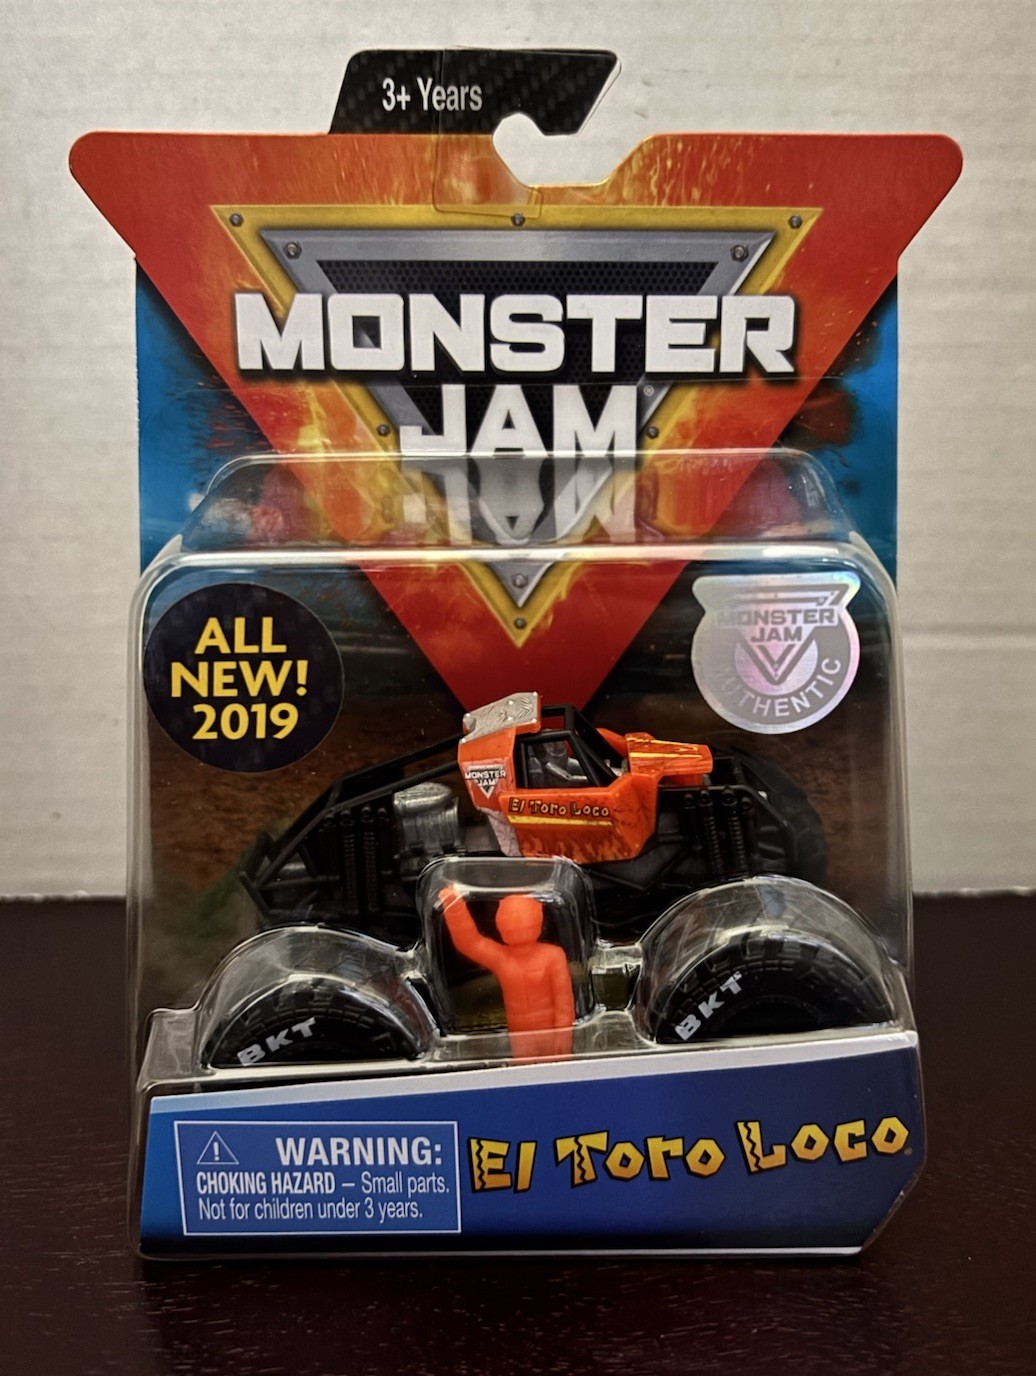 3+ Years
MONSTER
JAM®
ALL
NEW!
2019
MONSTER
JAM
AUTHENTIC
MONSTER
JAM
El Toro Loco
BKT
BKT
WARNING:
CHOKING HAZARD – Small parts.
Not for children under 3 years.
El Toro Loco